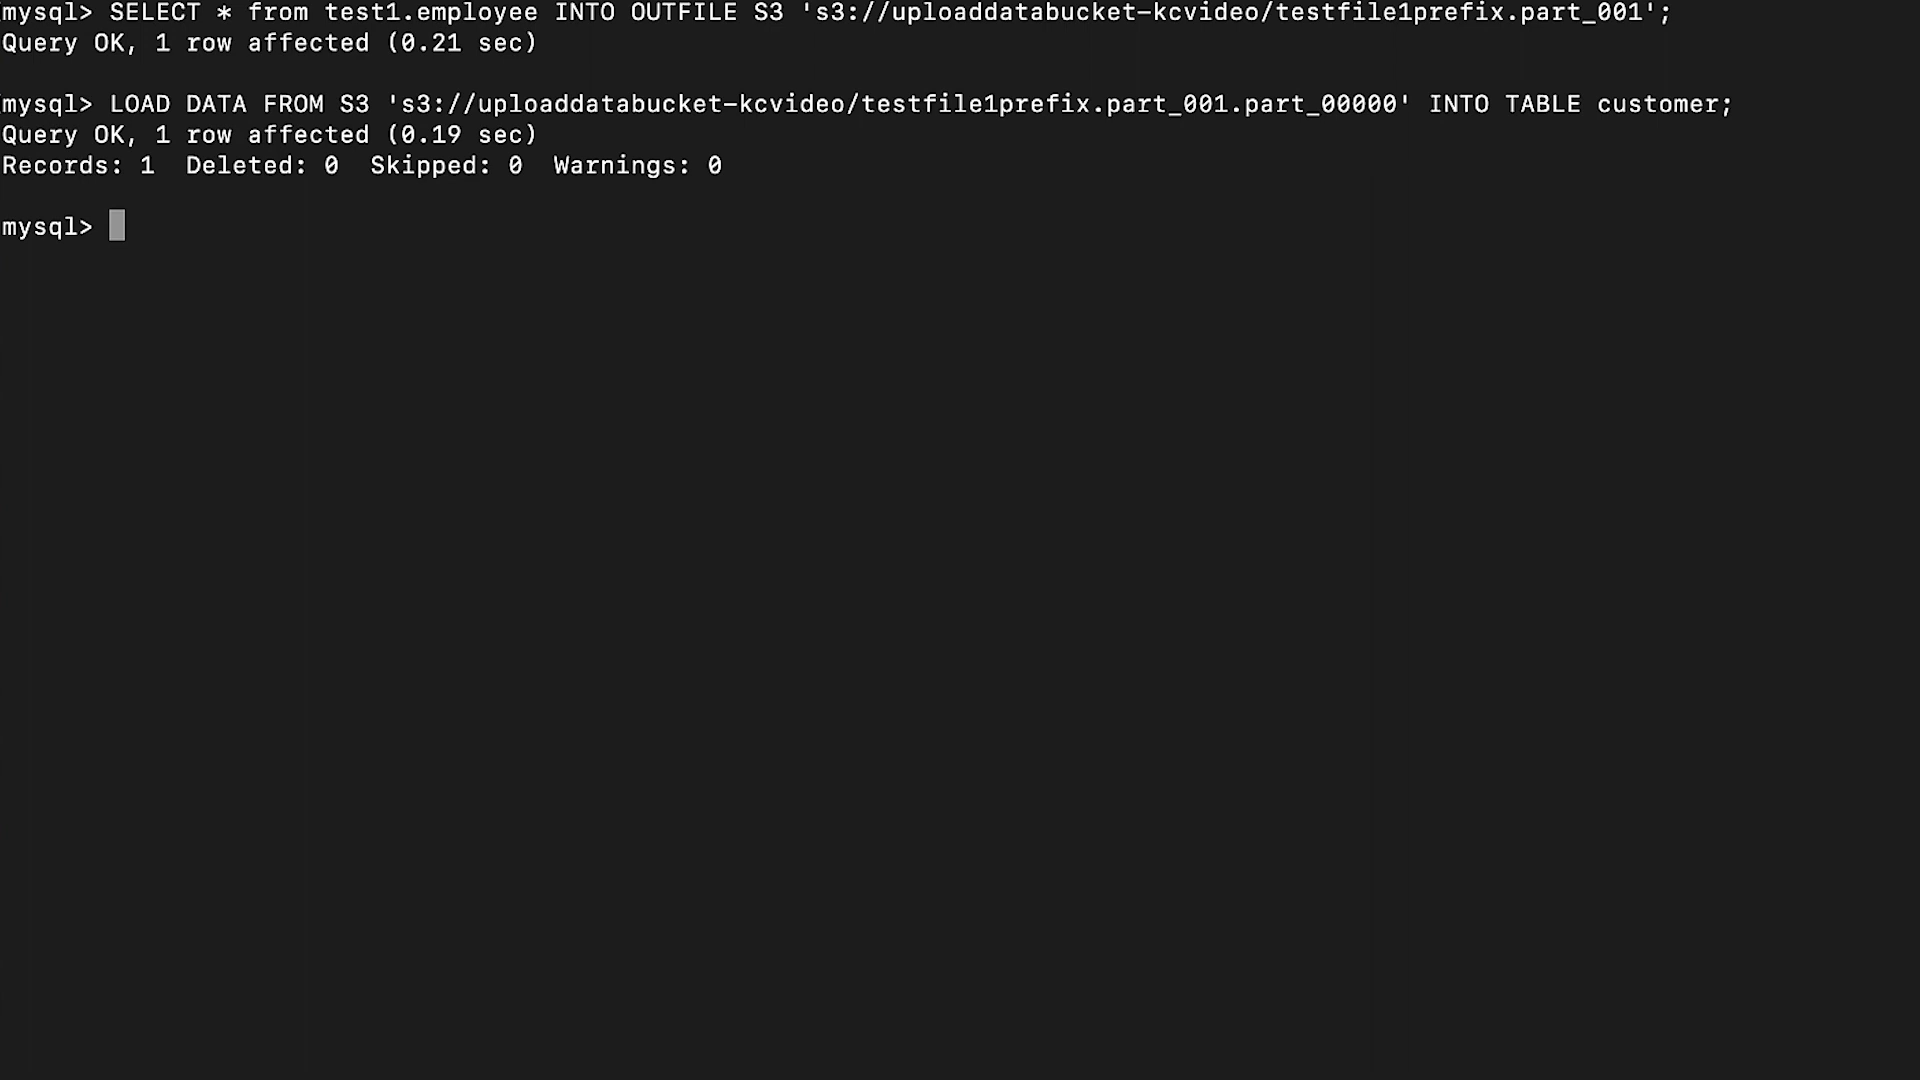 mysql> SELECT * from test1.employee INTO OUTFILE S3 's3://uploaddatabucket-kcvideo/testfile1prefix.part_001';
Query OK, 1 row affected (0.21 sec)
mysql> LOAD DATA FROM S3 's3://uploaddatabucket-kcvideo/testfile1prefix.part_001.part_00000' INTO TABLE customer;
Query OK, 1 row affected (0.19 sec)
Records: 1  Deleted: 0  Skipped: 0  Warnings: 0
mysql>